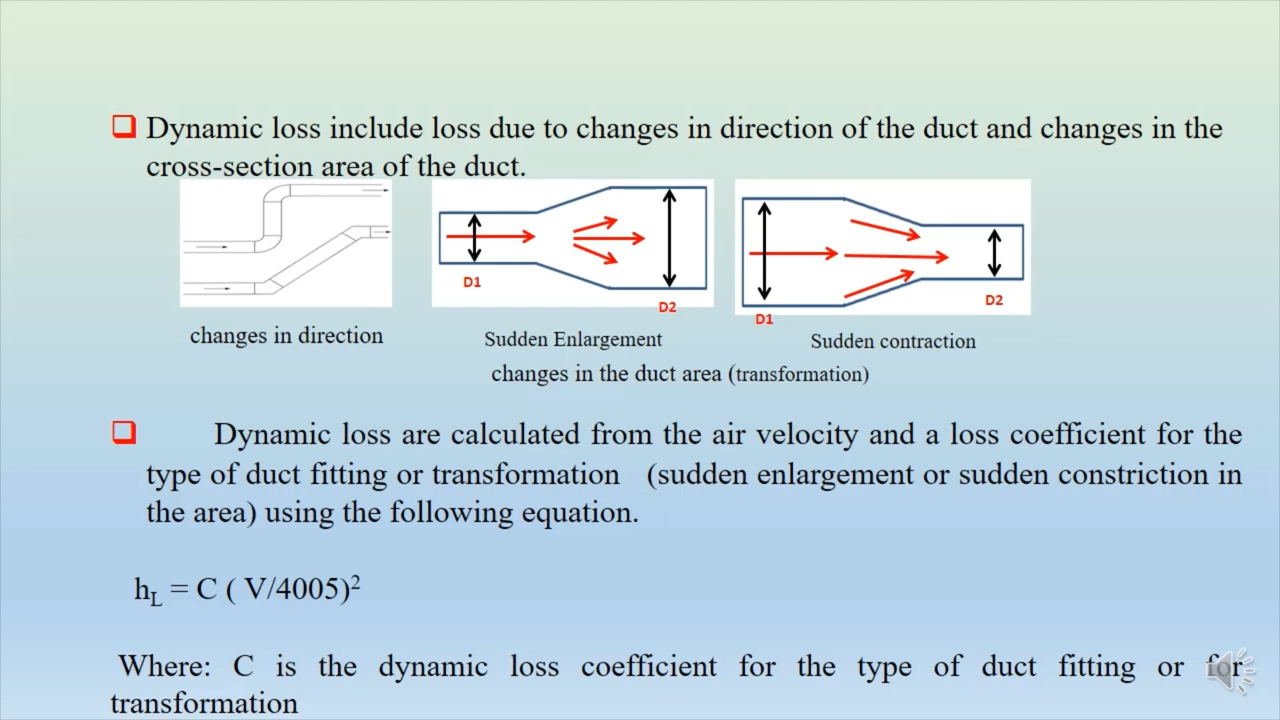 Dynamic loss include loss due to changes in direction of the duct and changes in the
cross-section area of the duct.
D1
D2
D1
D2
changes in direction
Sudden Enlargement
Sudden contraction
changes in the duct area (transformation)
Dynamic loss are calculated from the air velocity and a loss coefficient for the
type of duct fitting or transformation (sudden enlargement or sudden constriction in
the area) using the following equation.
h_L = C ( V/4005)²
Where: C is the dynamic loss coefficient for the type of duct fitting or for
transformation